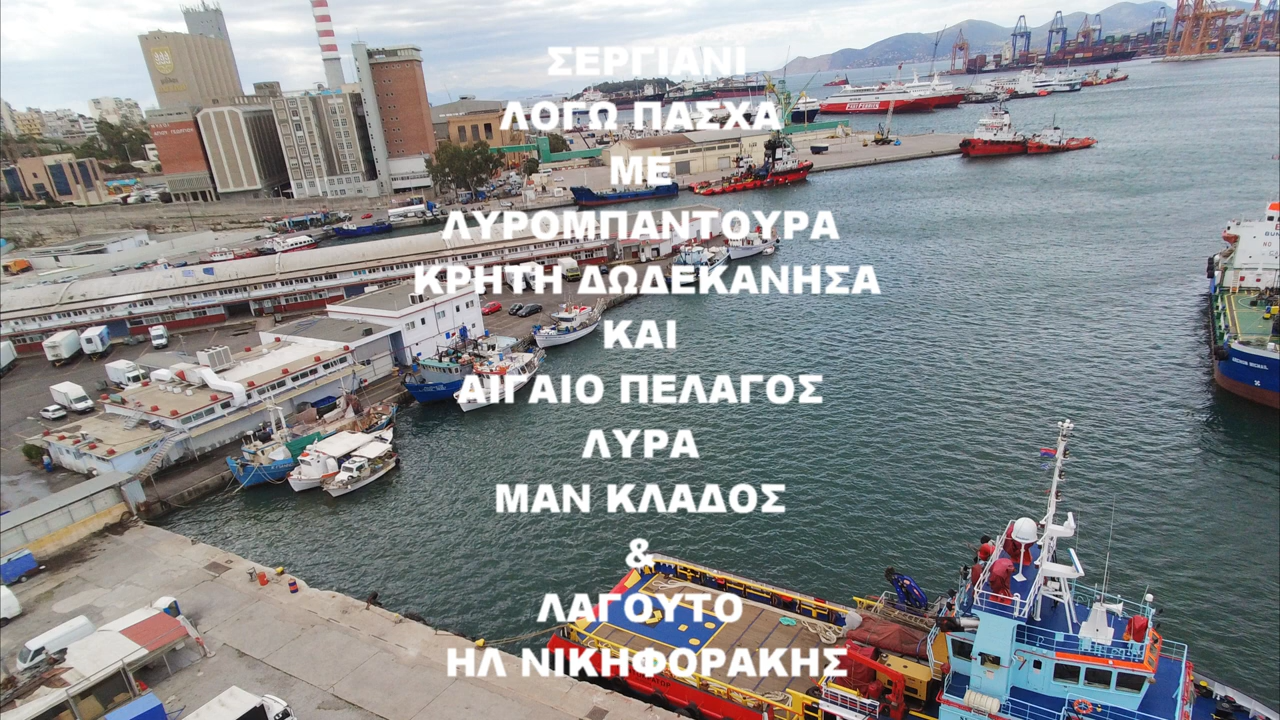 ΣΕΡΓΙΑΝΙ
ΛΟΓΩ ΠΑΣΧΑ
ΜΕ
ΛΥΡΟΜΠΑΝΤΟΥΡΑ
ΚΡΗΤΗ ΔΩΔΕΚΑΝΗΣΑ
ΚΑΙ
ΑΙΓΑΙΟ ΠΕΛΑΓΟΣ
ΛΥΡΑ
ΜΑΝ ΚΛΑΔΟΣ
&
ΛΑΓΟΥΤΟ
ΗΛ ΝΙΚΗΦΟΡΑΚΗΣ